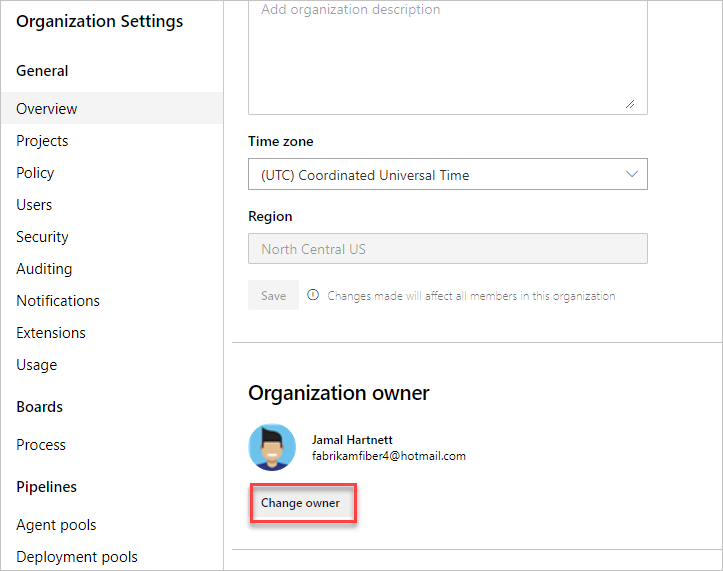 Organization Settings
General
Overview
Projects
Policy
Users
Security
Auditing
Notifications
Extensions
Usage
Boards
Process
Pipelines
Agent pools
Deployment pools
Add organization description
Time zone
(UTC) Coordinated Universal Time
Region
North Central US
Save
Changes made will affect all members in this organization
Organization owner
Jamal Hartnett
fabrikamfiber4@hotmail.com
Change owner